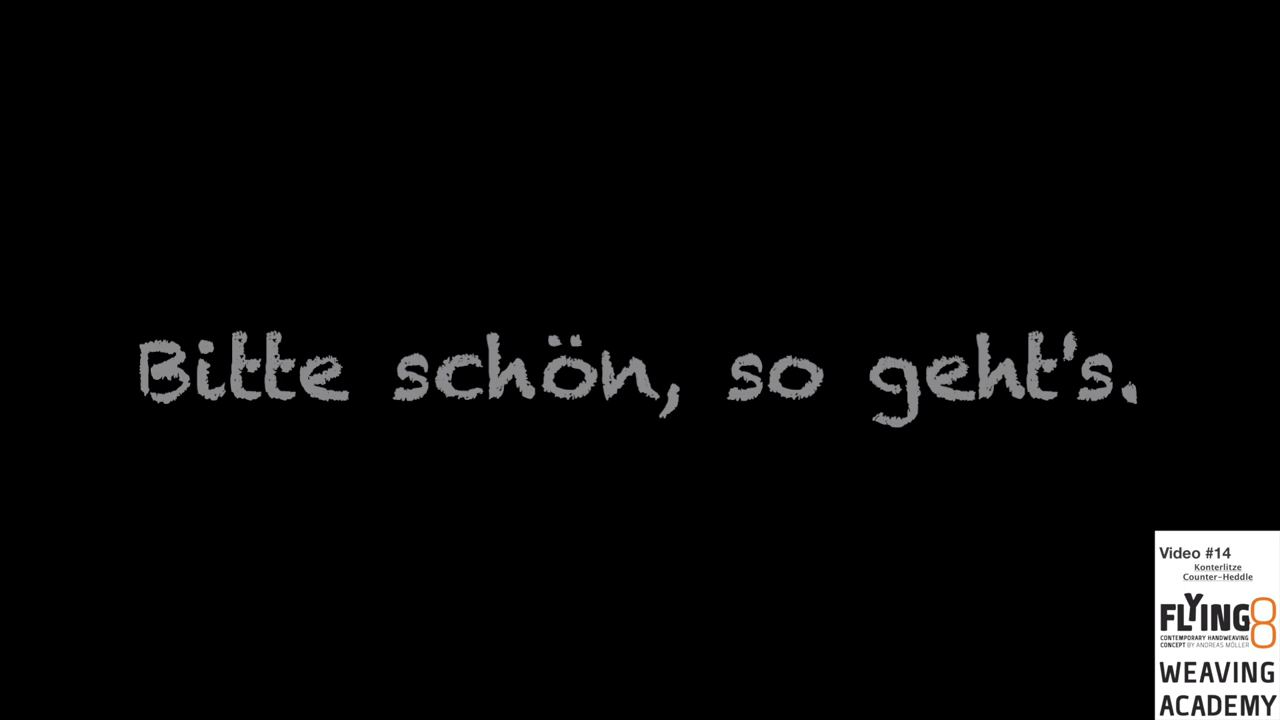 Bitte schön, so geht's.
Video #14
Konterlitze
Counter-Heddle
FLYING8
CONTEMPORARY HANDWEAVING
CONCEPT BY ANDREAS MÖLLER
WEAVING
ACADEMY